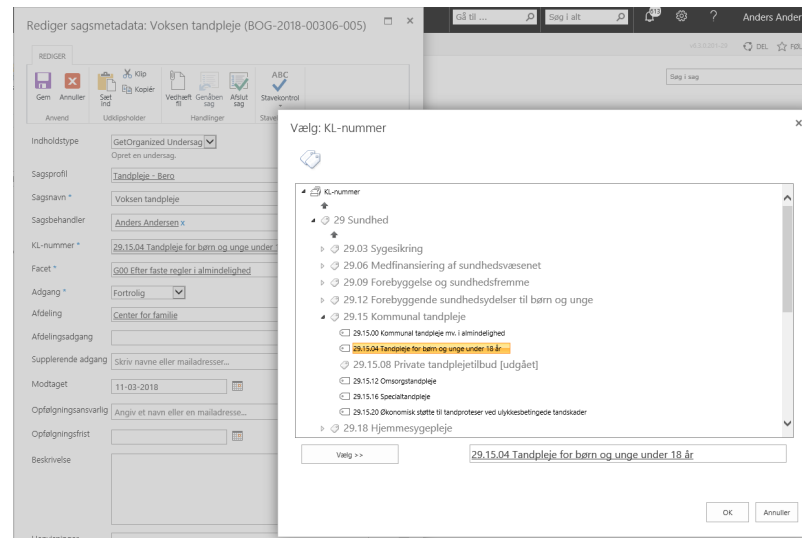 Rediger sagsmetadata: Voksen tandpleje (BOG-2018-00306-005)
Gå til ...
Søg i alt
613
?
Anders Ander
REDIGER
DEL
FØL
Søg i sag
Gem
Annuller
Sæt ind
Klip
Kopiér
Vedhæft fil
Genåben sag
Afslut sag
ABC
Stavekontrol
Anvend
Udklipsholder
Handlinger
Stavek
Indholdstype
GetOrganized Undersag
Opret en undersag.
Sagsprofil
Tandpleje - Bero
Sagsnavn *
Voksen tandpleje
Sagsbehandler
Anders Andersen x
KL-nummer *
29.15.04 Tandpleje for børn og unge under 1
Facet *
G00 Efter faste regler i almindelighed
Adgang *
Fortrolig
Afdeling
Center for familie
Afdelingsadgang
Supplerende adgang
Skriv navne eller mailadresser...
Modtaget
11-03-2018
Opfølgningsansvarlig
Angiv et navn eller en mailadresse...
Opfølgningsfrist
Beskrivelse
Vælg: KL-nummer
KL-nummer
29 Sundhed
29.03 Sygesikring
29.06 Medfinansiering af sundhedsvæsenet
29.09 Forebyggelse og sundhedsfremme
29.12 Forebyggende sundhedsydelser til børn og unge
29.15 Kommunal tandpleje
29.15.00 Kommunal tandpleje mv. i almindelighed
29.15.04 Tandpleje for børn og unge under 18 år
29.15.08 Private tandplejetilbud [udgået]
29.15.12 Omsorgstandpleje
29.15.16 Specialtandpleje
29.15.20 Økonomisk støtte til tandproteser ved ulykkesbetingede tandskader
29.18 Hjemmesygepleje
Vælg >>
29.15.04 Tandpleje for børn og unge under 18 år
OK
Annuller